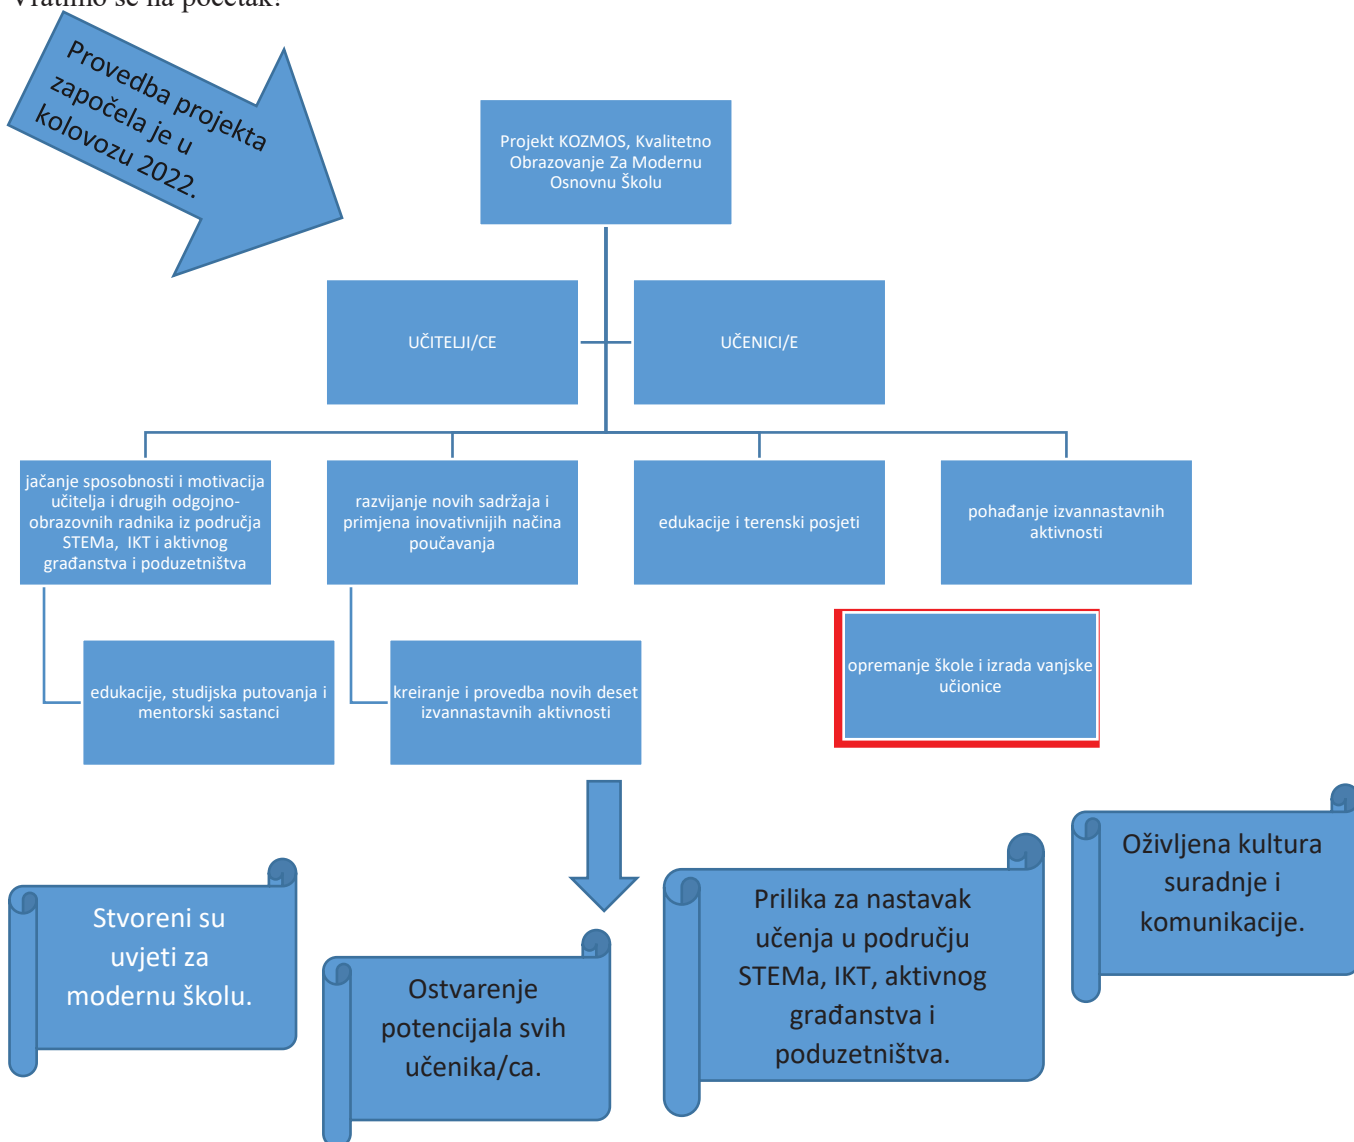 Vratimo se na početak!
Provedba projekta
započela je u
kolovozu 2022.
Projekt KOZMOS, Kvalitetno
Obrazovanje Za Modernu
Osnovnu Školu
UČITELJI/CE
UČENICI/E
jačanje sposobnosti i motivacija
učitelja i drugih odgojno-
obrazovnih radnika iz područja
STEMa, IKT i aktivnog
građanstva i poduzetništva
razvijanje novih sadržaja i
primjena inovativnijih načina
poučavanja
edukacije i terenski posjeti
pohađanje izvannastavnih
aktivnosti
edukacije, studijska putovanja i
mentorski sastanci
kreiranje i provedba novih deset
izvannastavnih aktivnosti
opremanje škole i izrada vanjske
učionice
Stvoreni su
uvjeti za
modernu školu.
Ostvarenje
potencijala svih
učenika/ca.
Prilika za nastavak
učenja u području
STEMa, IKT, aktivnog
građanstva i
poduzetništva.
Oživljena kultura
suradnje i
komunikacije.